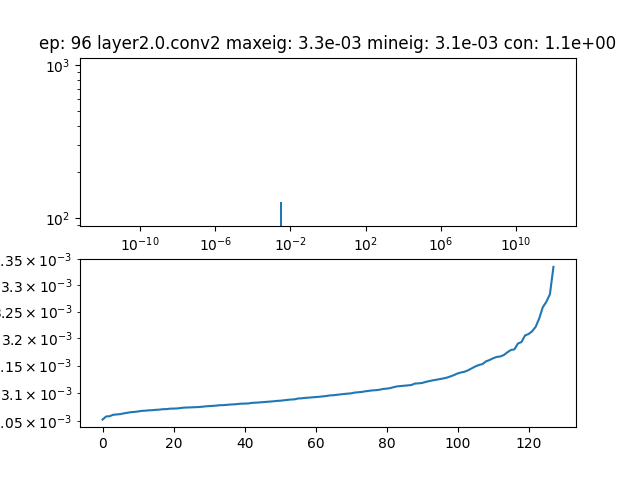 ep: 96 layer2.0.conv2 maxeig: 3.3e-03 mineig: 3.1e-03 con: 1.1e+00
10³
10²
10⁻¹⁰ 10⁻⁶ 10⁻² 10² 10⁶ 10¹⁰
.35 × 10⁻³
3.3 × 10⁻³
.25 × 10⁻³
3.2 × 10⁻³
.15 × 10⁻³
3.1 × 10⁻³
.05 × 10⁻³
0 20 40 60 80 100 120